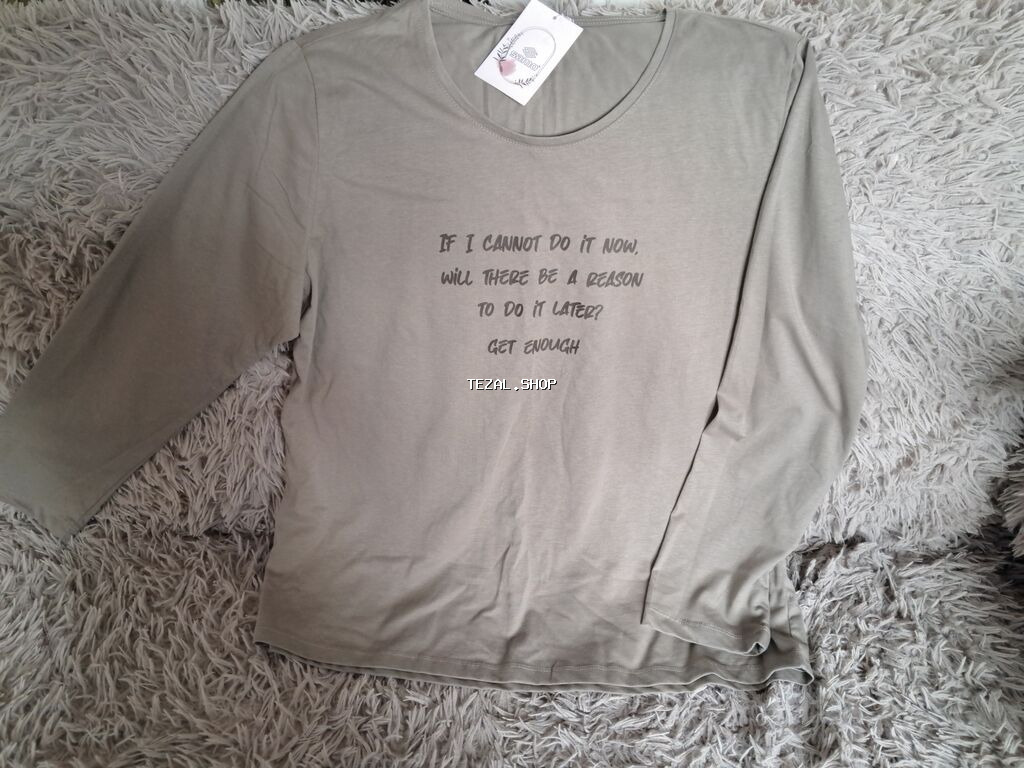 IF I CANNOT DO IT NOW,
WILL THERE BE A REASON
TO DO IT LATER?
GET ENOUGH
TEZAL.SHOP